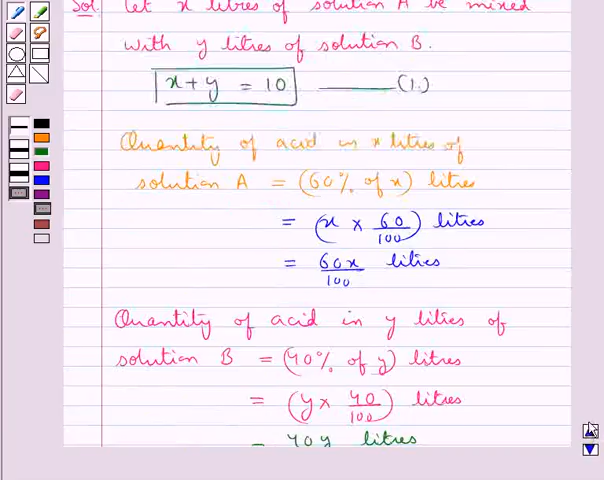 Sol. Let x litres of solution A be mixed
with y litres of solution B.
x + y = 10 ——— (1.)
Quantity of acid in x litres of
solution A = (60% of x) litres
= (x × 60/100) litres
= 60x/100 litres
Quantity of acid in y litres of
solution B = (40% of y) litres
= (y × 40/100) litres
= 40y litres